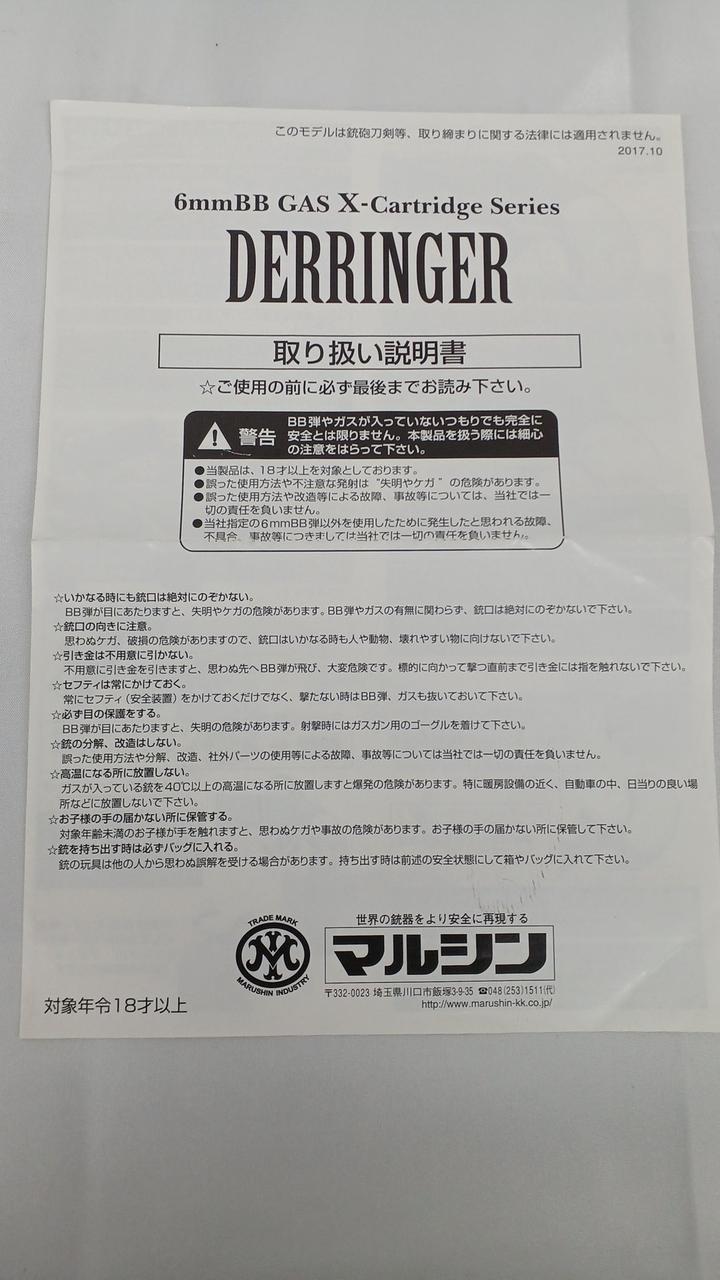 このモデルは銃砲刀剣等、取り締まりに関する法律には適用されません。
2017.10
6mmBB GAS X-Cartridge Series
DERRINGER
取り扱い説明書
☆ご使用の前に必ず最後までお読み下さい。
警告
BB弾やガスが入っていないつもりでも完全に
安全とは限りません。本製品を扱う際には細心
の注意をはらって下さい。
●当製品は、18才以上を対象としております。
●誤った使用方法や不注意な発射は"失明やケガ"の危険があります。
●誤った使用方法や改造等による故障、事故等については、当社では一
切の責任を負いません。
●当社指定の6mmBB弾以外を使用したために発生したと思われる故障、
不具合、事故等につきましては当社では一切の責任を負いません。
☆いかなる時にも銃口は絶対にのぞかない。
BB弾が目にあたりますと、失明やケガの危険があります。BB弾やガスの有無に関わらず、銃口は絶対にのぞかないで下さい。
☆銃口の向きに注意。
思わぬケガ、破損の危険がありますので、銃口はいかなる時も人や動物、壊れやすい物に向けないで下さい。
☆引き金は不用意に引かない。
不用意に引き金を引きますと、思わぬ先へBB弾が飛び、大変危険です。標的に向かって撃つ直前まで引き金には指を触れないで下さい。
☆セフティは常にかけておく。
常にセフティ(安全装置)をかけておくだけでなく、撃たない時はBB弾、ガスも抜いておいて下さい。
☆必ず目の保護をする。
BB弾が目にあたりますと、失明の危険があります。射撃時にはガスガン用のゴーグルを着けて下さい。
☆銃の分解、改造はしない。
誤った使用方法や分解、改造、社外パーツの使用等による故障、事故等については当社では一切の責任を負いません。
☆高温になる所に放置しない。
ガスが入っている銃を40℃以上の高温になる所に放置しますと爆発の危険があります。特に暖房設備の近く、自動車の中、日当りの良い場
所などに放置しないで下さい。
☆お子様の手の届かない所に保管する。
対象年齢未満のお子様が手を触れますと、思わぬケガや事故の危険があります。お子様の手の届かない所に保管して下さい。
☆銃を持ち出す時は必ずバッグに入れる。
銃の玩具は他の人から思わぬ誤解を受ける場合があります。持ち出す時は前述の安全状態にして箱やバッグに入れて下さい。
TRADE MARK
MARUSHIN INDUSTRY
世界の銃器をより安全に再現する
マルシン
〒332-0023 埼玉県川口市飯塚3-9-35 ☎048(253)1511(代)
http://www.marushin-kk.co.jp/
対象年令18才以上